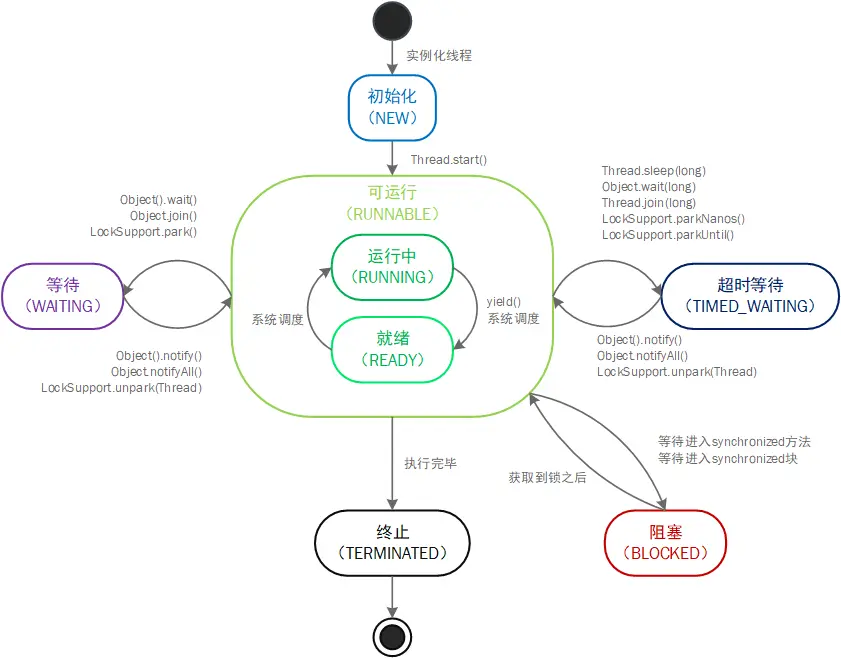 实例化线程
初始化
（NEW）
Thread.start()
可运行
（RUNNABLE）
Object().wait()
Object.join()
LockSupport.park()
Thread.sleep(long)
Object.wait(long)
Thread.join(long)
LockSupport.parkNanos()
LockSupport.parkUntil()
运行中
（RUNNING）
等待
（WAITING）
超时等待
（TIMED_WAITING）
系统调度
yield()
系统调度
就绪
（READY）
Object().notify()
Object.notifyAll()
LockSupport.unpark(Thread)
Object().notify()
Object.notifyAll()
LockSupport.unpark(Thread)
执行完毕
等待进入synchronized方法
等待进入synchronized块
获取到锁之后
终止
（TERMINATED）
阻塞
（BLOCKED）